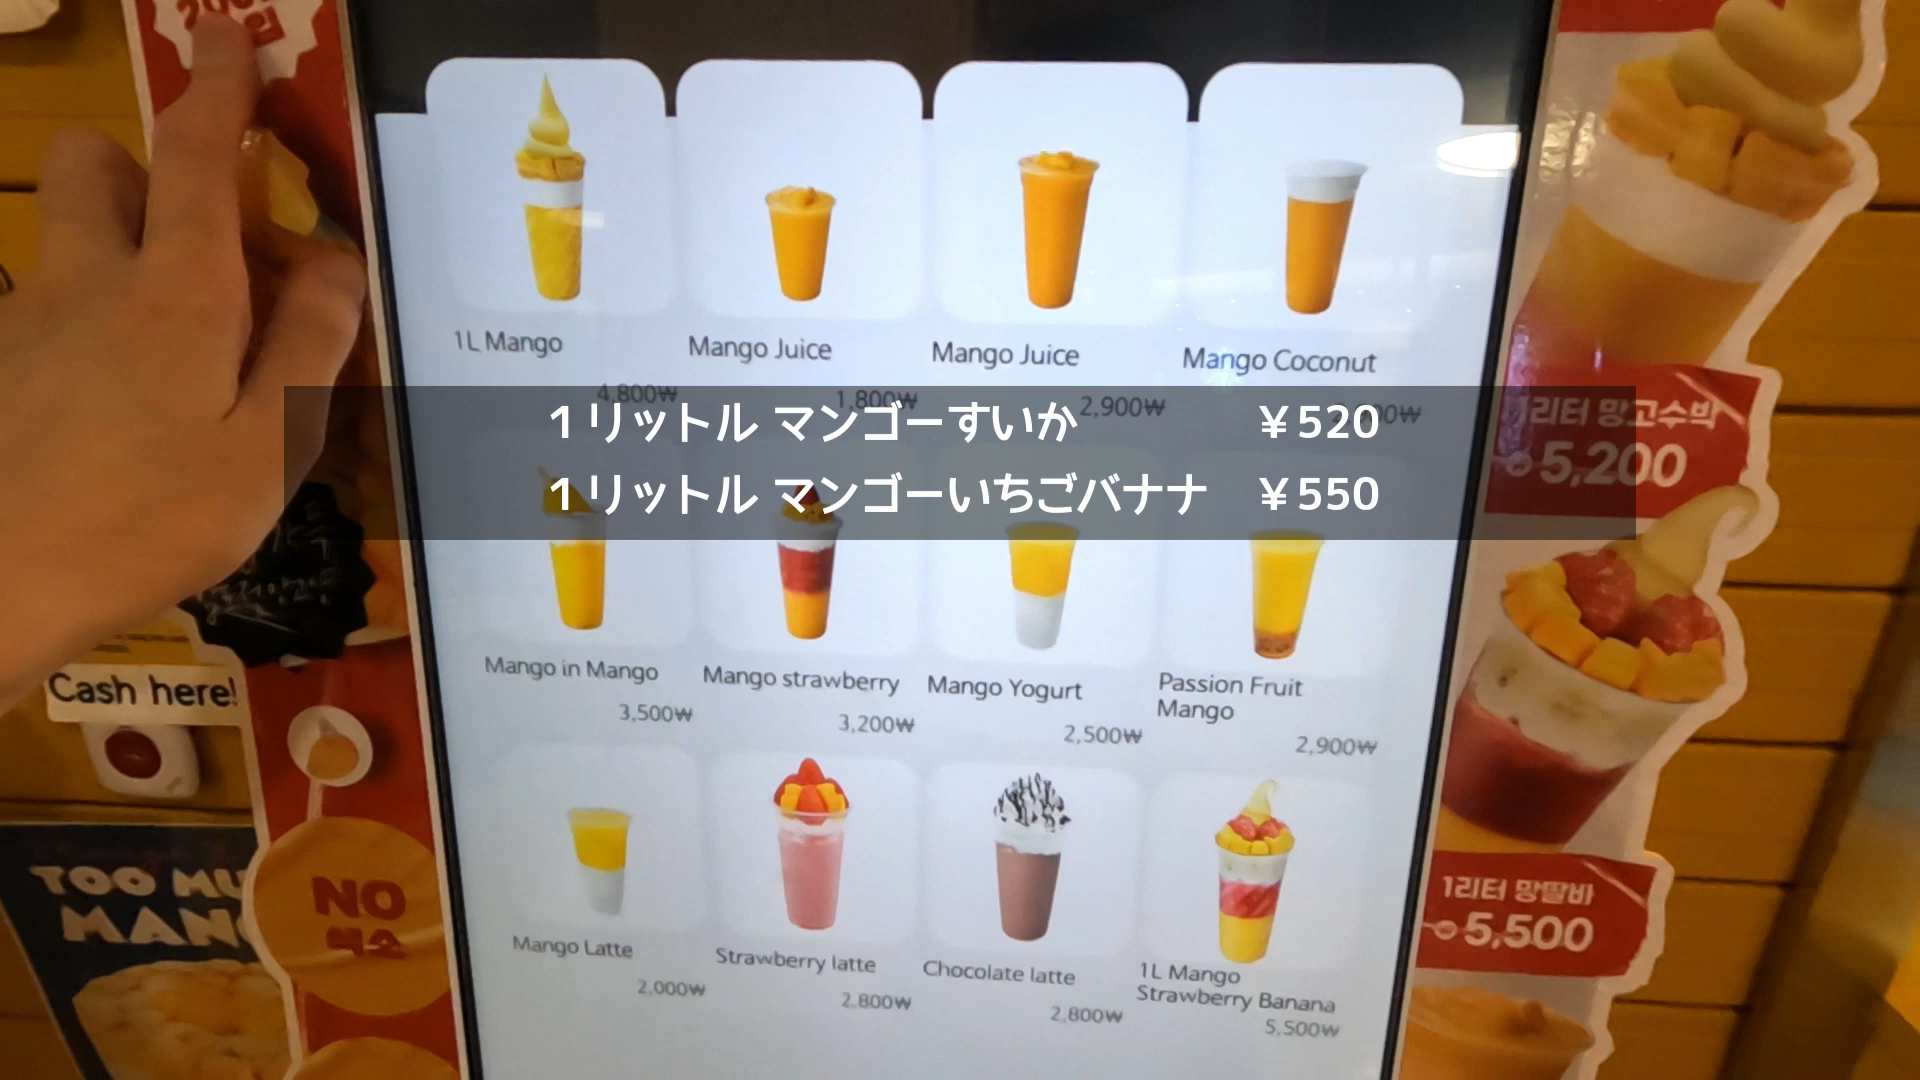 1L Mango
Mango Juice
Mango Juice
Mango Coconut
4,800₩
1,800₩
2,900₩
１リットル マンゴーすいか ￥520
１リットル マンゴーいちごバナナ ￥550
Mango in Mango
Mango strawberry
Mango Yogurt
Passion Fruit
Mango
3,500₩
3,200₩
2,500₩
2,900₩
Mango Latte
Strawberry latte
Chocolate latte
1L Mango
Strawberry Banana
2,000₩
2,800₩
2,800₩
5,500₩
1리터 망고수박
5,200
1리터 망딸바
5,500
Cash here!
TOO MU
MAN
NO